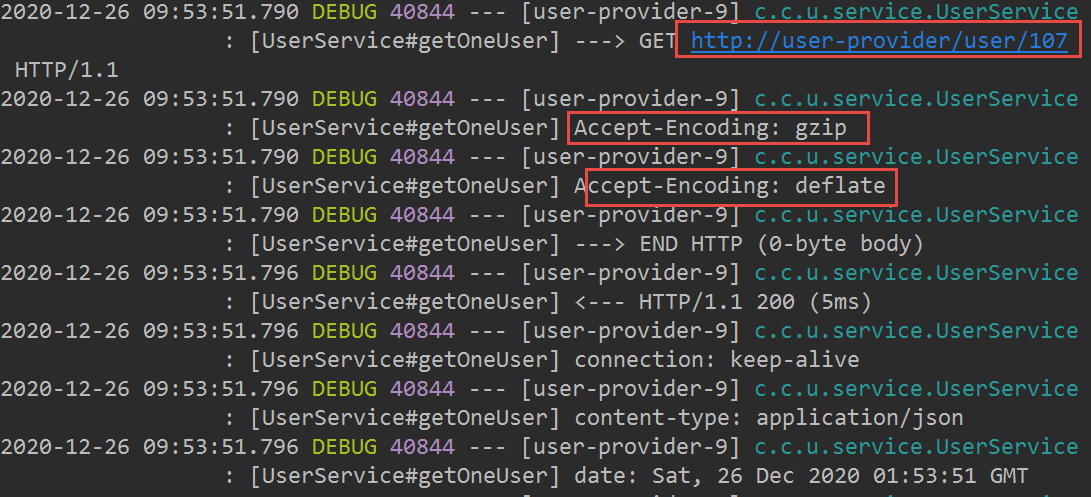 2020-12-26 09:53:51.790 DEBUG 40844 --- [user-provider-9] c.c.u.service.UserService
: [UserService#getOneUser] ---> GET http://user-provider/user/107
HTTP/1.1
2020-12-26 09:53:51.790 DEBUG 40844 --- [user-provider-9] c.c.u.service.UserService
: [UserService#getOneUser] Accept-Encoding: gzip
2020-12-26 09:53:51.790 DEBUG 40844 --- [user-provider-9] c.c.u.service.UserService
: [UserService#getOneUser] Accept-Encoding: deflate
2020-12-26 09:53:51.790 DEBUG 40844 --- [user-provider-9] c.c.u.service.UserService
: [UserService#getOneUser] ---> END HTTP (0-byte body)
2020-12-26 09:53:51.796 DEBUG 40844 --- [user-provider-9] c.c.u.service.UserService
: [UserService#getOneUser] <--- HTTP/1.1 200 (5ms)
2020-12-26 09:53:51.796 DEBUG 40844 --- [user-provider-9] c.c.u.service.UserService
: [UserService#getOneUser] connection: keep-alive
2020-12-26 09:53:51.796 DEBUG 40844 --- [user-provider-9] c.c.u.service.UserService
: [UserService#getOneUser] content-type: application/json
2020-12-26 09:53:51.796 DEBUG 40844 --- [user-provider-9] c.c.u.service.UserService
: [UserService#getOneUser] date: Sat, 26 Dec 2020 01:53:51 GMT